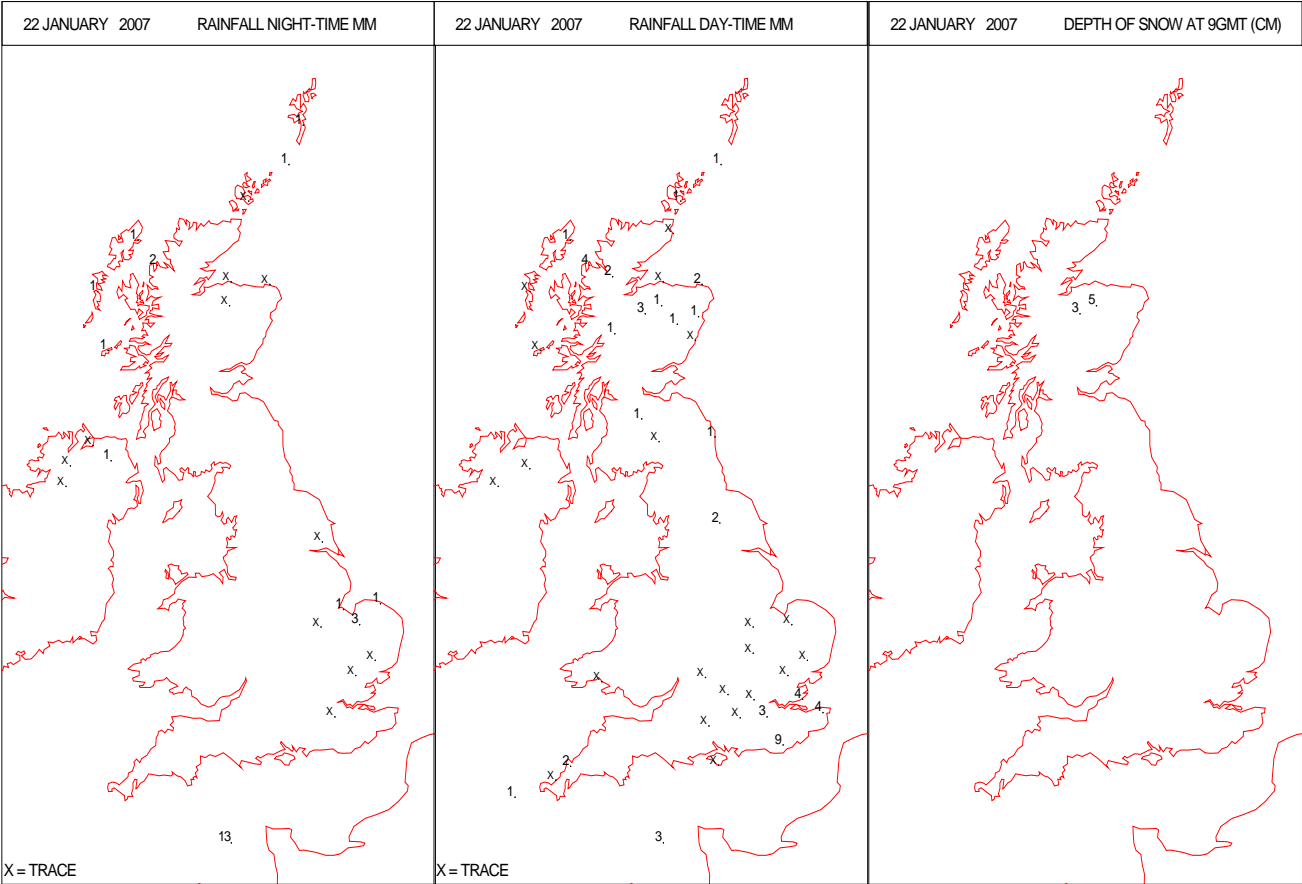 22 JANUARY 2007 RAINFALL NIGHT-TIME MM
1.
1.
x.
1.
2.
x. x.
1.
x.
1.
x.
1.
x.
x.
x.
1. 1.
x. 3.
x.
x.
x.
13.
X = TRACE
22 JANUARY 2007 RAINFALL DAY-TIME MM
1.
1.
x.
1.
4.
2.
x. 2.
x.
1.
3. 1.
1.
1.
x.
x.
1.
1.
x.
x.
x.
2.
x. x.
x.
x.
x. x.
x.
x. x. 4.
4.
x. 3.
x.
9.
2. x.
x.
1.
3.
X = TRACE
22 JANUARY 2007 DEPTH OF SNOW AT 9GMT (CM)
5.
3.